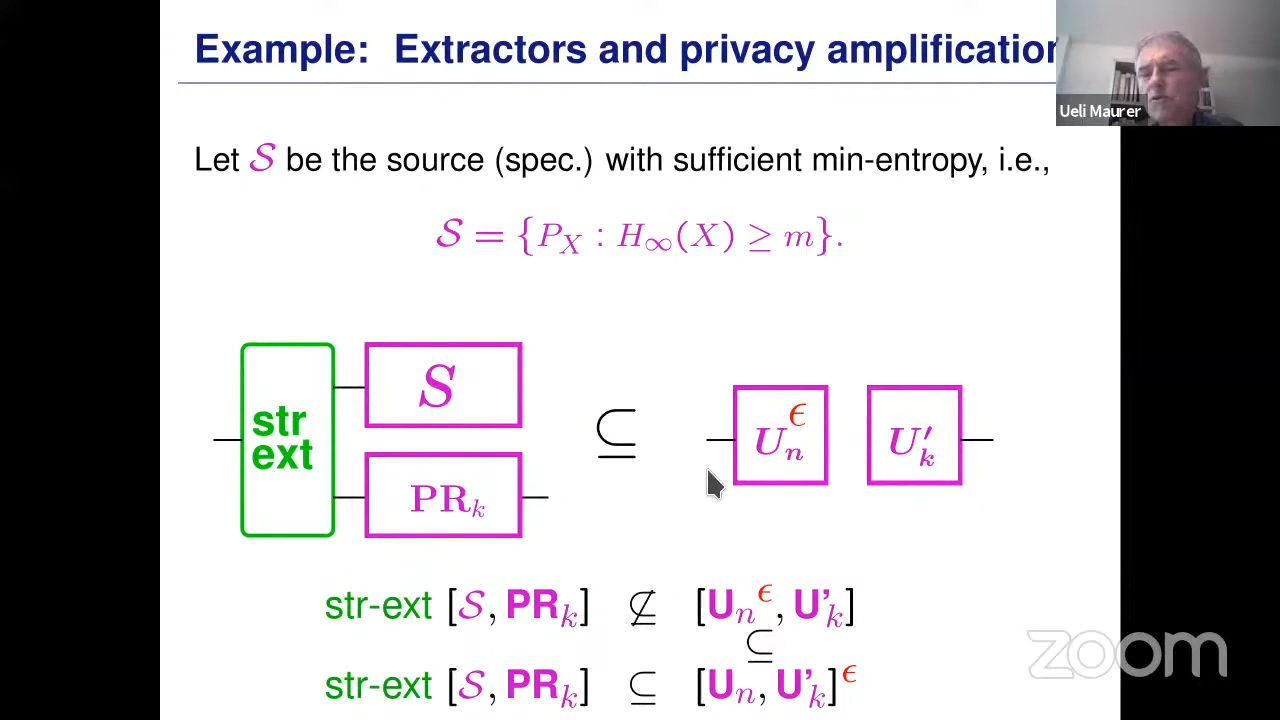 Example: Extractors and privacy amplification
Ueli Maurer
Let 𝒮 be the source (spec.) with sufficient min-entropy, i.e.,
𝒮 = {P_X : H_∞(X) ≥ m}.
str
ext
S
PR_k
⊆
U_n^ϵ
U'_k
str-ext [𝒮, PR_k] ⊈ [U_n^ϵ, U'_k]
⊆
str-ext [𝒮, PR_k] ⊆ [U_n, U'_k]^ϵ
zoom